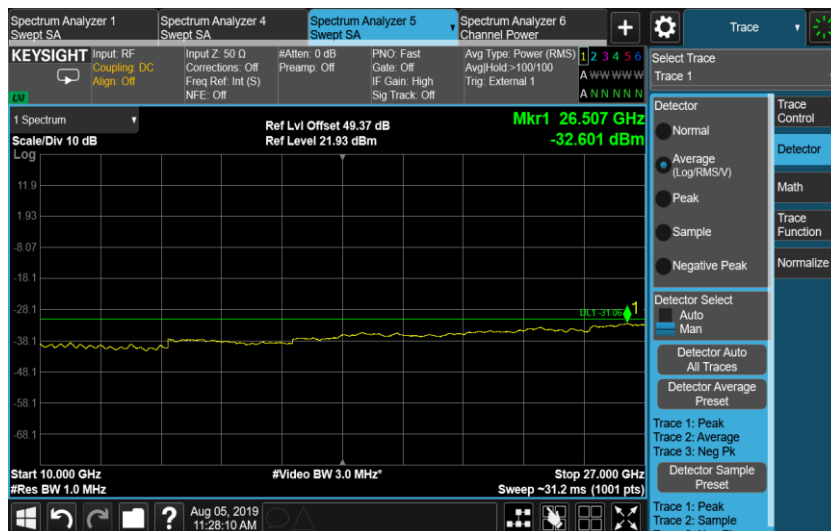 Spectrum Analyzer 1
Swept SA
Spectrum Analyzer 4
Swept SA
Spectrum Analyzer 5
Swept SA
Spectrum Analyzer 6
Channel Power
+
Trace
KEYSIGHT
LXI
Input: RF
Coupling: DC
Align: Off
Input Z: 50 Ω
Corrections: Off
Freq Ref: Int (S)
NFE: Off
#Atten: 0 dB
Preamp: Off
PNO: Fast
Gate: Off
IF Gain: High
Sig Track: Off
Avg Type: Power (RMS)
Avg|Hold:>100/100
Trig: External 1
1 2 3 4 5 6
A W W W W W
A N N N N N
Select Trace
Trace 1
1 Spectrum
Scale/Div 10 dB
Log
Ref Lvl Offset 49.37 dB
Ref Level 21.93 dBm
Mkr1 26.507 GHz
-32.601 dBm
11.9
1.93
-8.07
-18.1
-28.1
-38.1
-48.1
-58.1
-68.1
DL1 -31.06
1
Start 10.000 GHz
#Res BW 1.0 MHz
#Video BW 3.0 MHz*
Stop 27.000 GHz
Sweep ~31.2 ms (1001 pts)
Detector
Normal
Average
(Log/RMS/V)
Peak
Sample
Negative Peak
Detector Select
Auto
Man
Detector Auto
All Traces
Detector Average
Preset
Trace 1: Peak
Trace 2: Average
Trace 3: Neg Pk
Detector Sample
Preset
Trace 1: Peak
Trace 2: Sample
Trace
Control
Detector
Math
Trace
Function
Normalize
?
Aug 05, 2019
11:28:10 AM